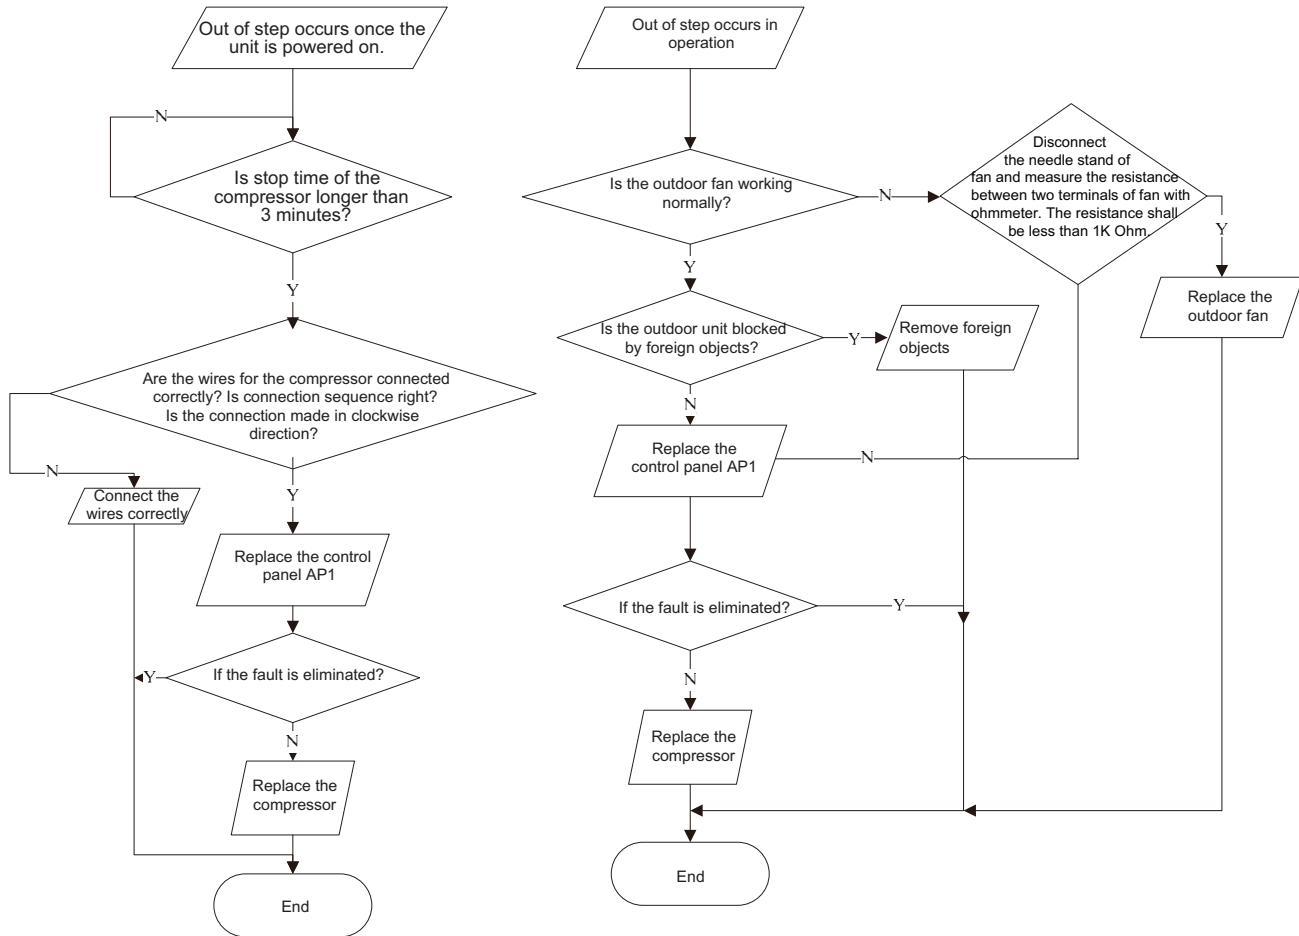 Out of step occurs once the
unit is powered on.
N
Is stop time of the
compressor longer than
3 minutes?
Y
Are the wires for the compressor connected
correctly? Is connection sequence right?
Is the connection made in clockwise
direction?
N
Connect the
wires correctly
Y
Replace the control
panel AP1
If the fault is eliminated?
Y
N
Replace the
compressor
End
Out of step occurs in
operation
Is the outdoor fan working
normally?
N
Disconnect
the needle stand of
fan and measure the resistance
between two terminals of fan with
ohmmeter. The resistance shall
be less than 1K Ohm.
Y
Replace the
outdoor fan
Y
Is the outdoor unit blocked
by foreign objects?
Y
Remove foreign
objects
N
Replace the
control panel AP1
N
If the fault is eliminated?
Y
N
Replace the
compressor
End